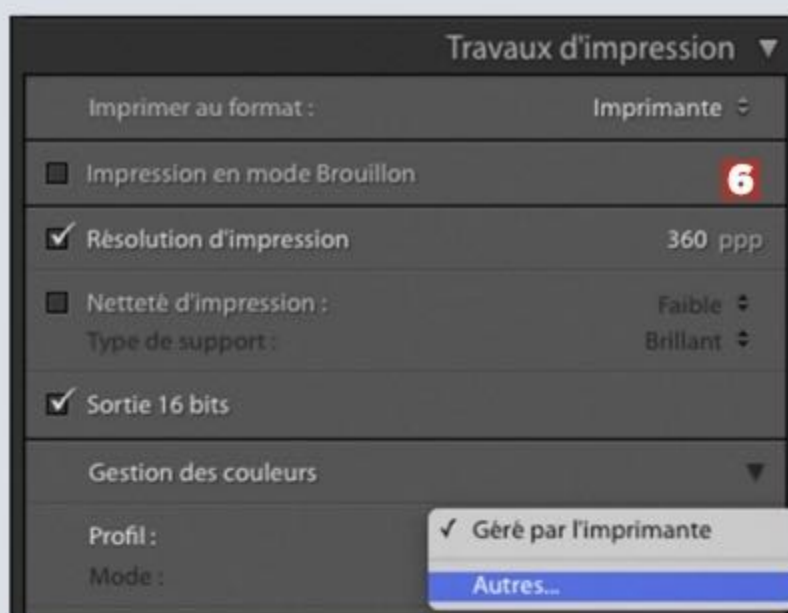 Travaux d'impression ▼
Imprimer au format : Imprimante
Impression en mode Brouillon 6
✓ Résolution d'impression 360 ppp
Netteté d'impression : Faible
Type de support : Brillant
✓ Sortie 16 bits
Gestion des couleurs ▼
Profil : ✓ Géré par l'imprimante
Mode :
Autres...